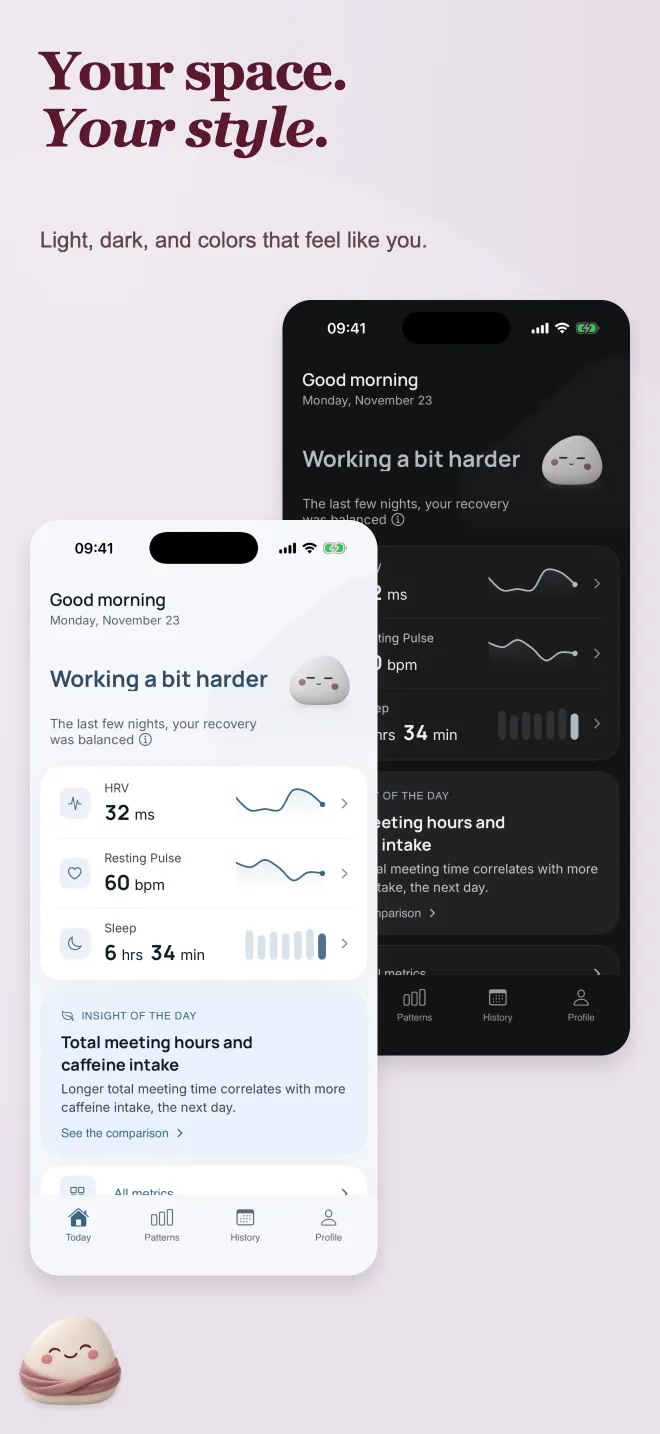 Your space.
Your style.
Light, dark, and colors that feel like you.
09:41
Good morning
Monday, November 23
Working a bit harder
The last few nights, your recovery
was balanced
ms
ting Pulse
bpm
ep
hrs 34 min
OF THE DAY
eeting hours and
intake
al meeting time correlates with more
take, the next day.
mparison
metrics
Patterns
History
Profile
09:41
Good morning
Monday, November 23
Working a bit harder
The last few nights, your recovery
was balanced
HRV
32 ms
Resting Pulse
60 bpm
Sleep
6 hrs 34 min
INSIGHT OF THE DAY
Total meeting hours and
caffeine intake
Longer total meeting time correlates with more
caffeine intake, the next day.
See the comparison
All metrics
Today
Patterns
History
Profile